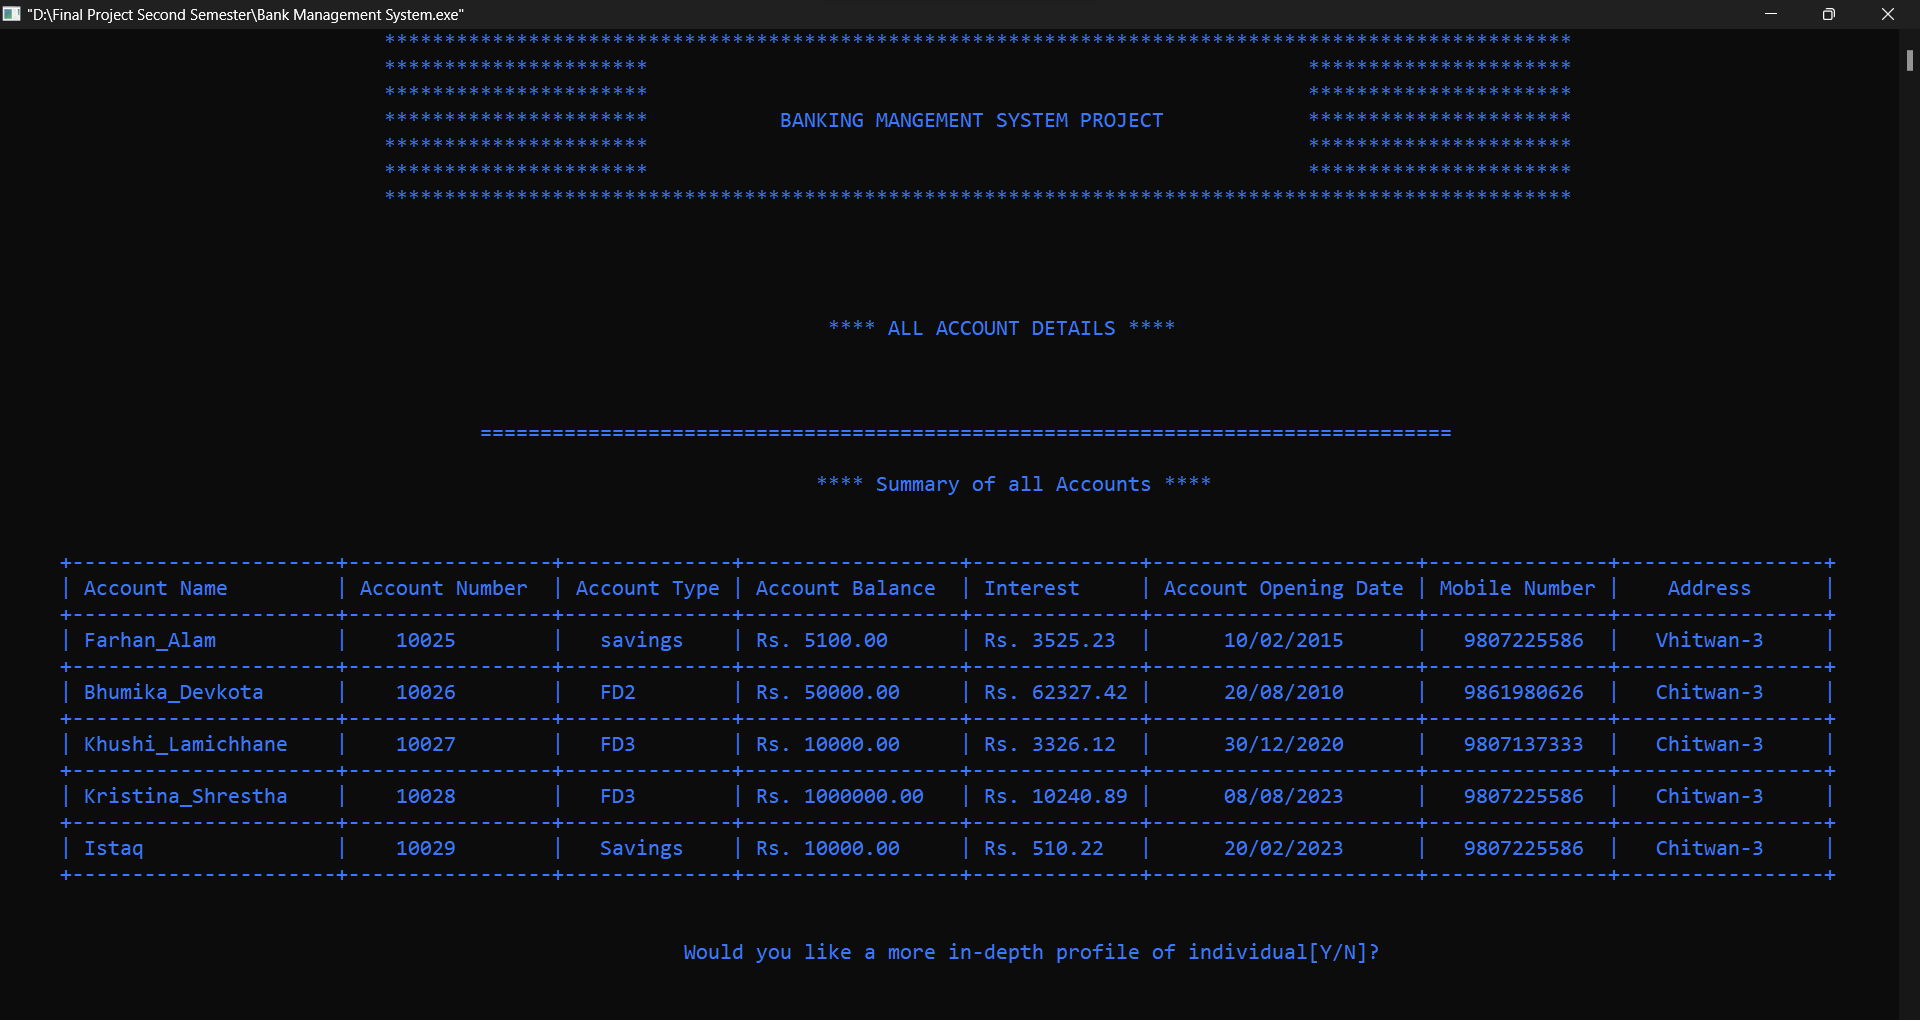 "D:\Final Project Second Semester\Bank Management System.exe"
***************************************************************************************************
**********************                                                       **********************
**********************                                                       **********************
**********************           BANKING MANGEMENT SYSTEM PROJECT            **********************
**********************                                                       **********************
**********************                                                       **********************
***************************************************************************************************
**** ALL ACCOUNT DETAILS ****
=================================================================================
**** Summary of all Accounts ****
+----------------------+-----------------+--------------+------------------+--------------+----------------------+---------------+-----------------+
| Account Name         | Account Number  | Account Type | Account Balance  | Interest     | Account Opening Date | Mobile Number |    Address      |
+----------------------+-----------------+--------------+------------------+--------------+----------------------+---------------+-----------------+
| Farhan_Alam          |    10025        |   savings    | Rs. 5100.00      | Rs. 3525.23  |      10/02/2015      |   9807225586  |   Vhitwan-3     |
+----------------------+-----------------+--------------+------------------+--------------+----------------------+---------------+-----------------+
| Bhumika_Devkota      |    10026        |   FD2        | Rs. 50000.00     | Rs. 62327.42 |      20/08/2010      |   9861980626  |   Chitwan-3     |
+----------------------+-----------------+--------------+------------------+--------------+----------------------+---------------+-----------------+
| Khushi_Lamichhane    |    10027        |   FD3        | Rs. 10000.00     | Rs. 3326.12  |      30/12/2020      |   9807137333  |   Chitwan-3     |
+----------------------+-----------------+--------------+------------------+--------------+----------------------+---------------+-----------------+
| Kristina_Shrestha    |    10028        |   FD3        | Rs. 1000000.00   | Rs. 10240.89 |      08/08/2023      |   9807225586  |   Chitwan-3     |
+----------------------+-----------------+--------------+------------------+--------------+----------------------+---------------+-----------------+
| Istaq                |    10029        |   Savings    | Rs. 10000.00     | Rs. 510.22   |      20/02/2023      |   9807225586  |   Chitwan-3     |
+----------------------+-----------------+--------------+------------------+--------------+----------------------+---------------+-----------------+
Would you like a more in-depth profile of individual[Y/N]?